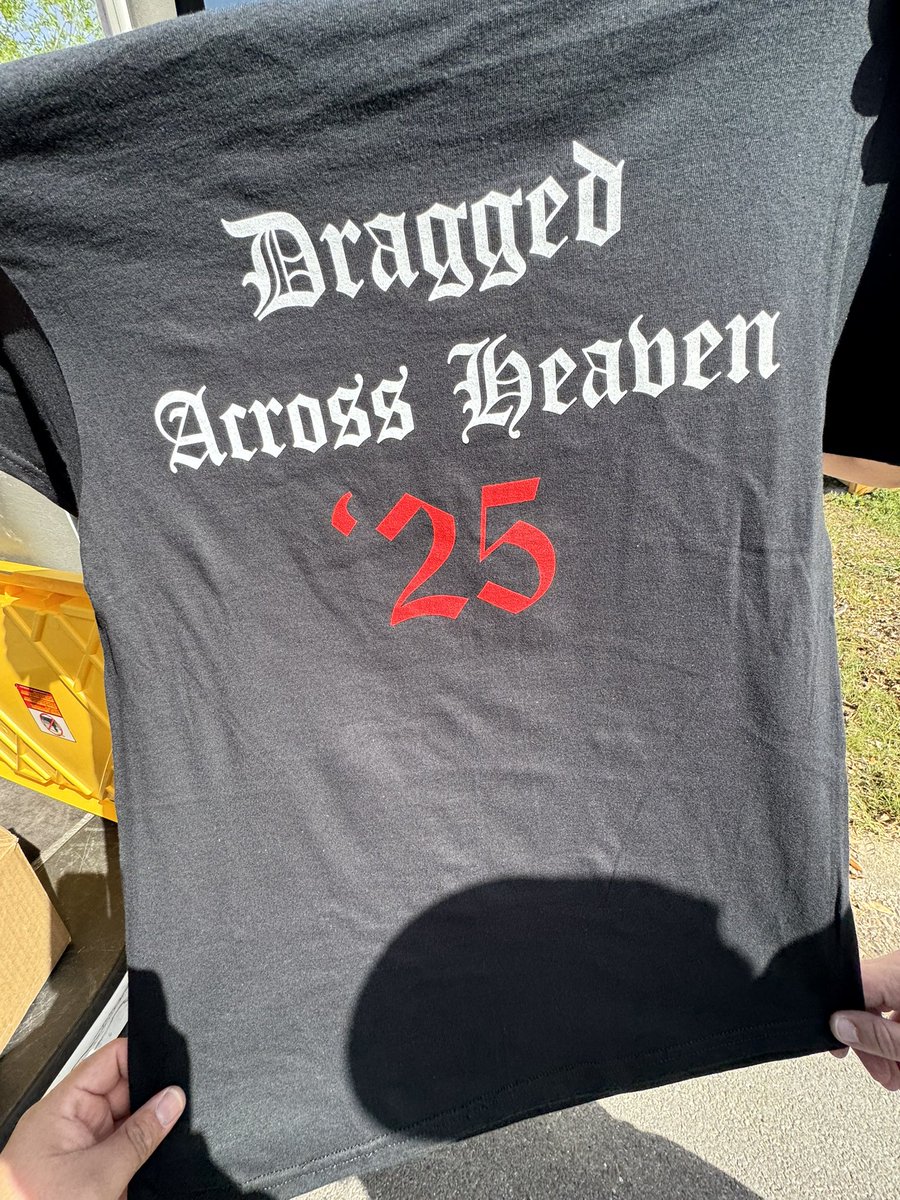 Dragged
Across Heaven
‘25